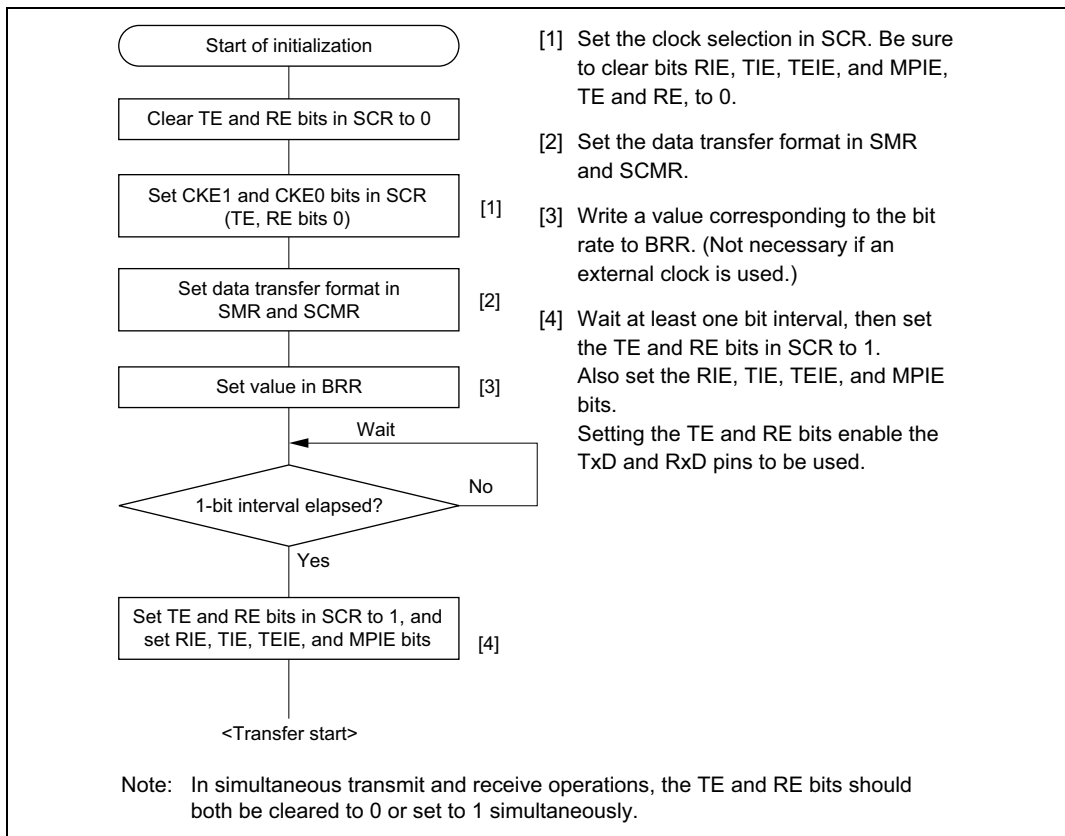 Start of initialization
Clear TE and RE bits in SCR to 0
Set CKE1 and CKE0 bits in SCR
(TE, RE bits 0)
[1]
Set data transfer format in
SMR and SCMR
[2]
Set value in BRR
[3]
Wait
No
1-bit interval elapsed?
Yes
Set TE and RE bits in SCR to 1, and
set RIE, TIE, TEIE, and MPIE bits
[4]
<Transfer start>
[1] Set the clock selection in SCR. Be sure
to clear bits RIE, TIE, TEIE, and MPIE,
TE and RE, to 0.
[2] Set the data transfer format in SMR
and SCMR.
[3] Write a value corresponding to the bit
rate to BRR. (Not necessary if an
external clock is used.)
[4] Wait at least one bit interval, then set
the TE and RE bits in SCR to 1.
Also set the RIE, TIE, TEIE, and MPIE
bits.
Setting the TE and RE bits enable the
TxD and RxD pins to be used.
Note: In simultaneous transmit and receive operations, the TE and RE bits should
both be cleared to 0 or set to 1 simultaneously.